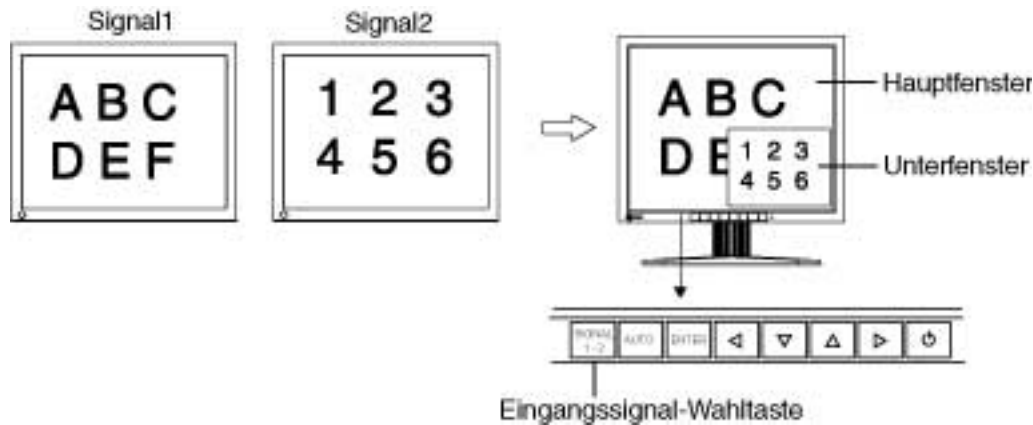 Signal1
Signal2
A B C
D E F
1 2 3
4 5 6
A B C
D E
1 2 3
4 5 6
Hauptfenster
Unterfenster
SIGNAL
1-2
AUTO
ENTER
Eingangssignal-Wahltaste